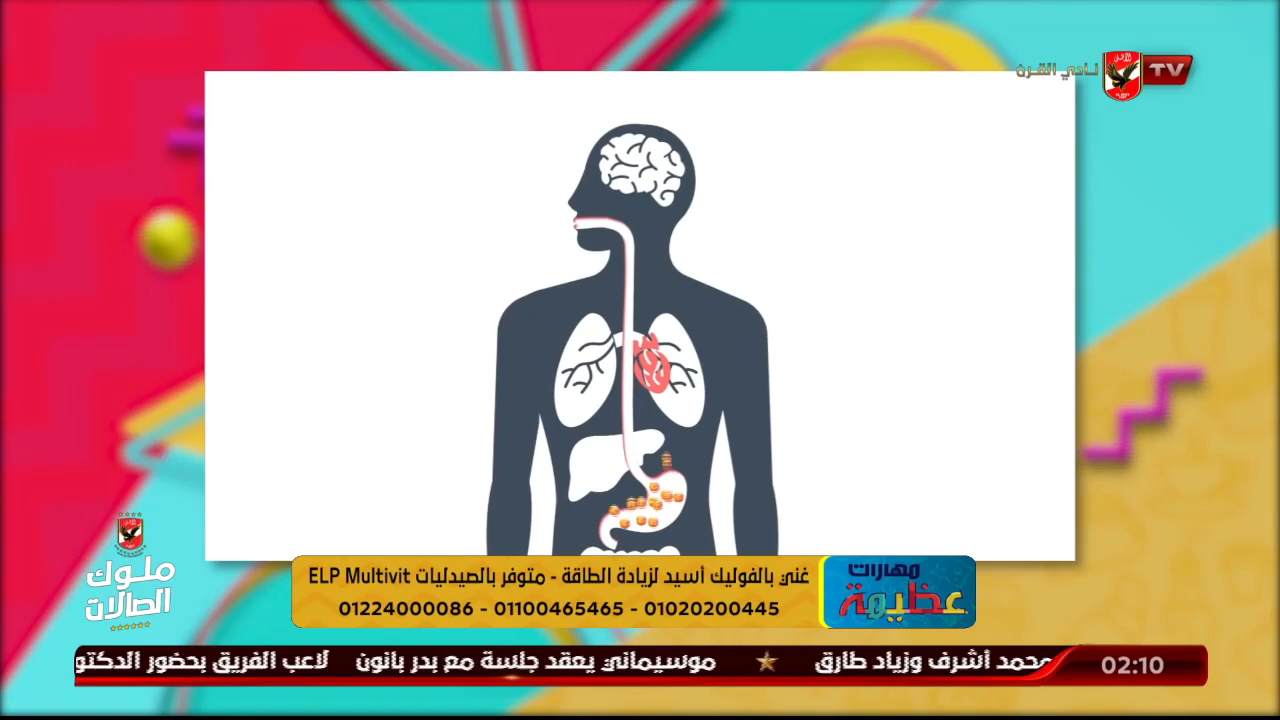 نادي القرن
TV
ملوك
الصالات
مهارات
عظيمة
غني بالفوليك أسيد لزيادة الطاقة - متوفر بالصيدليات ELP Multivit
01224000086 - 01100465465 - 01020200445
محمد أشرف وزياد طارق ★ موسيماني يعقد جلسة مع بدر بانون لاعب الفريق بحضور الدكتو
02:10